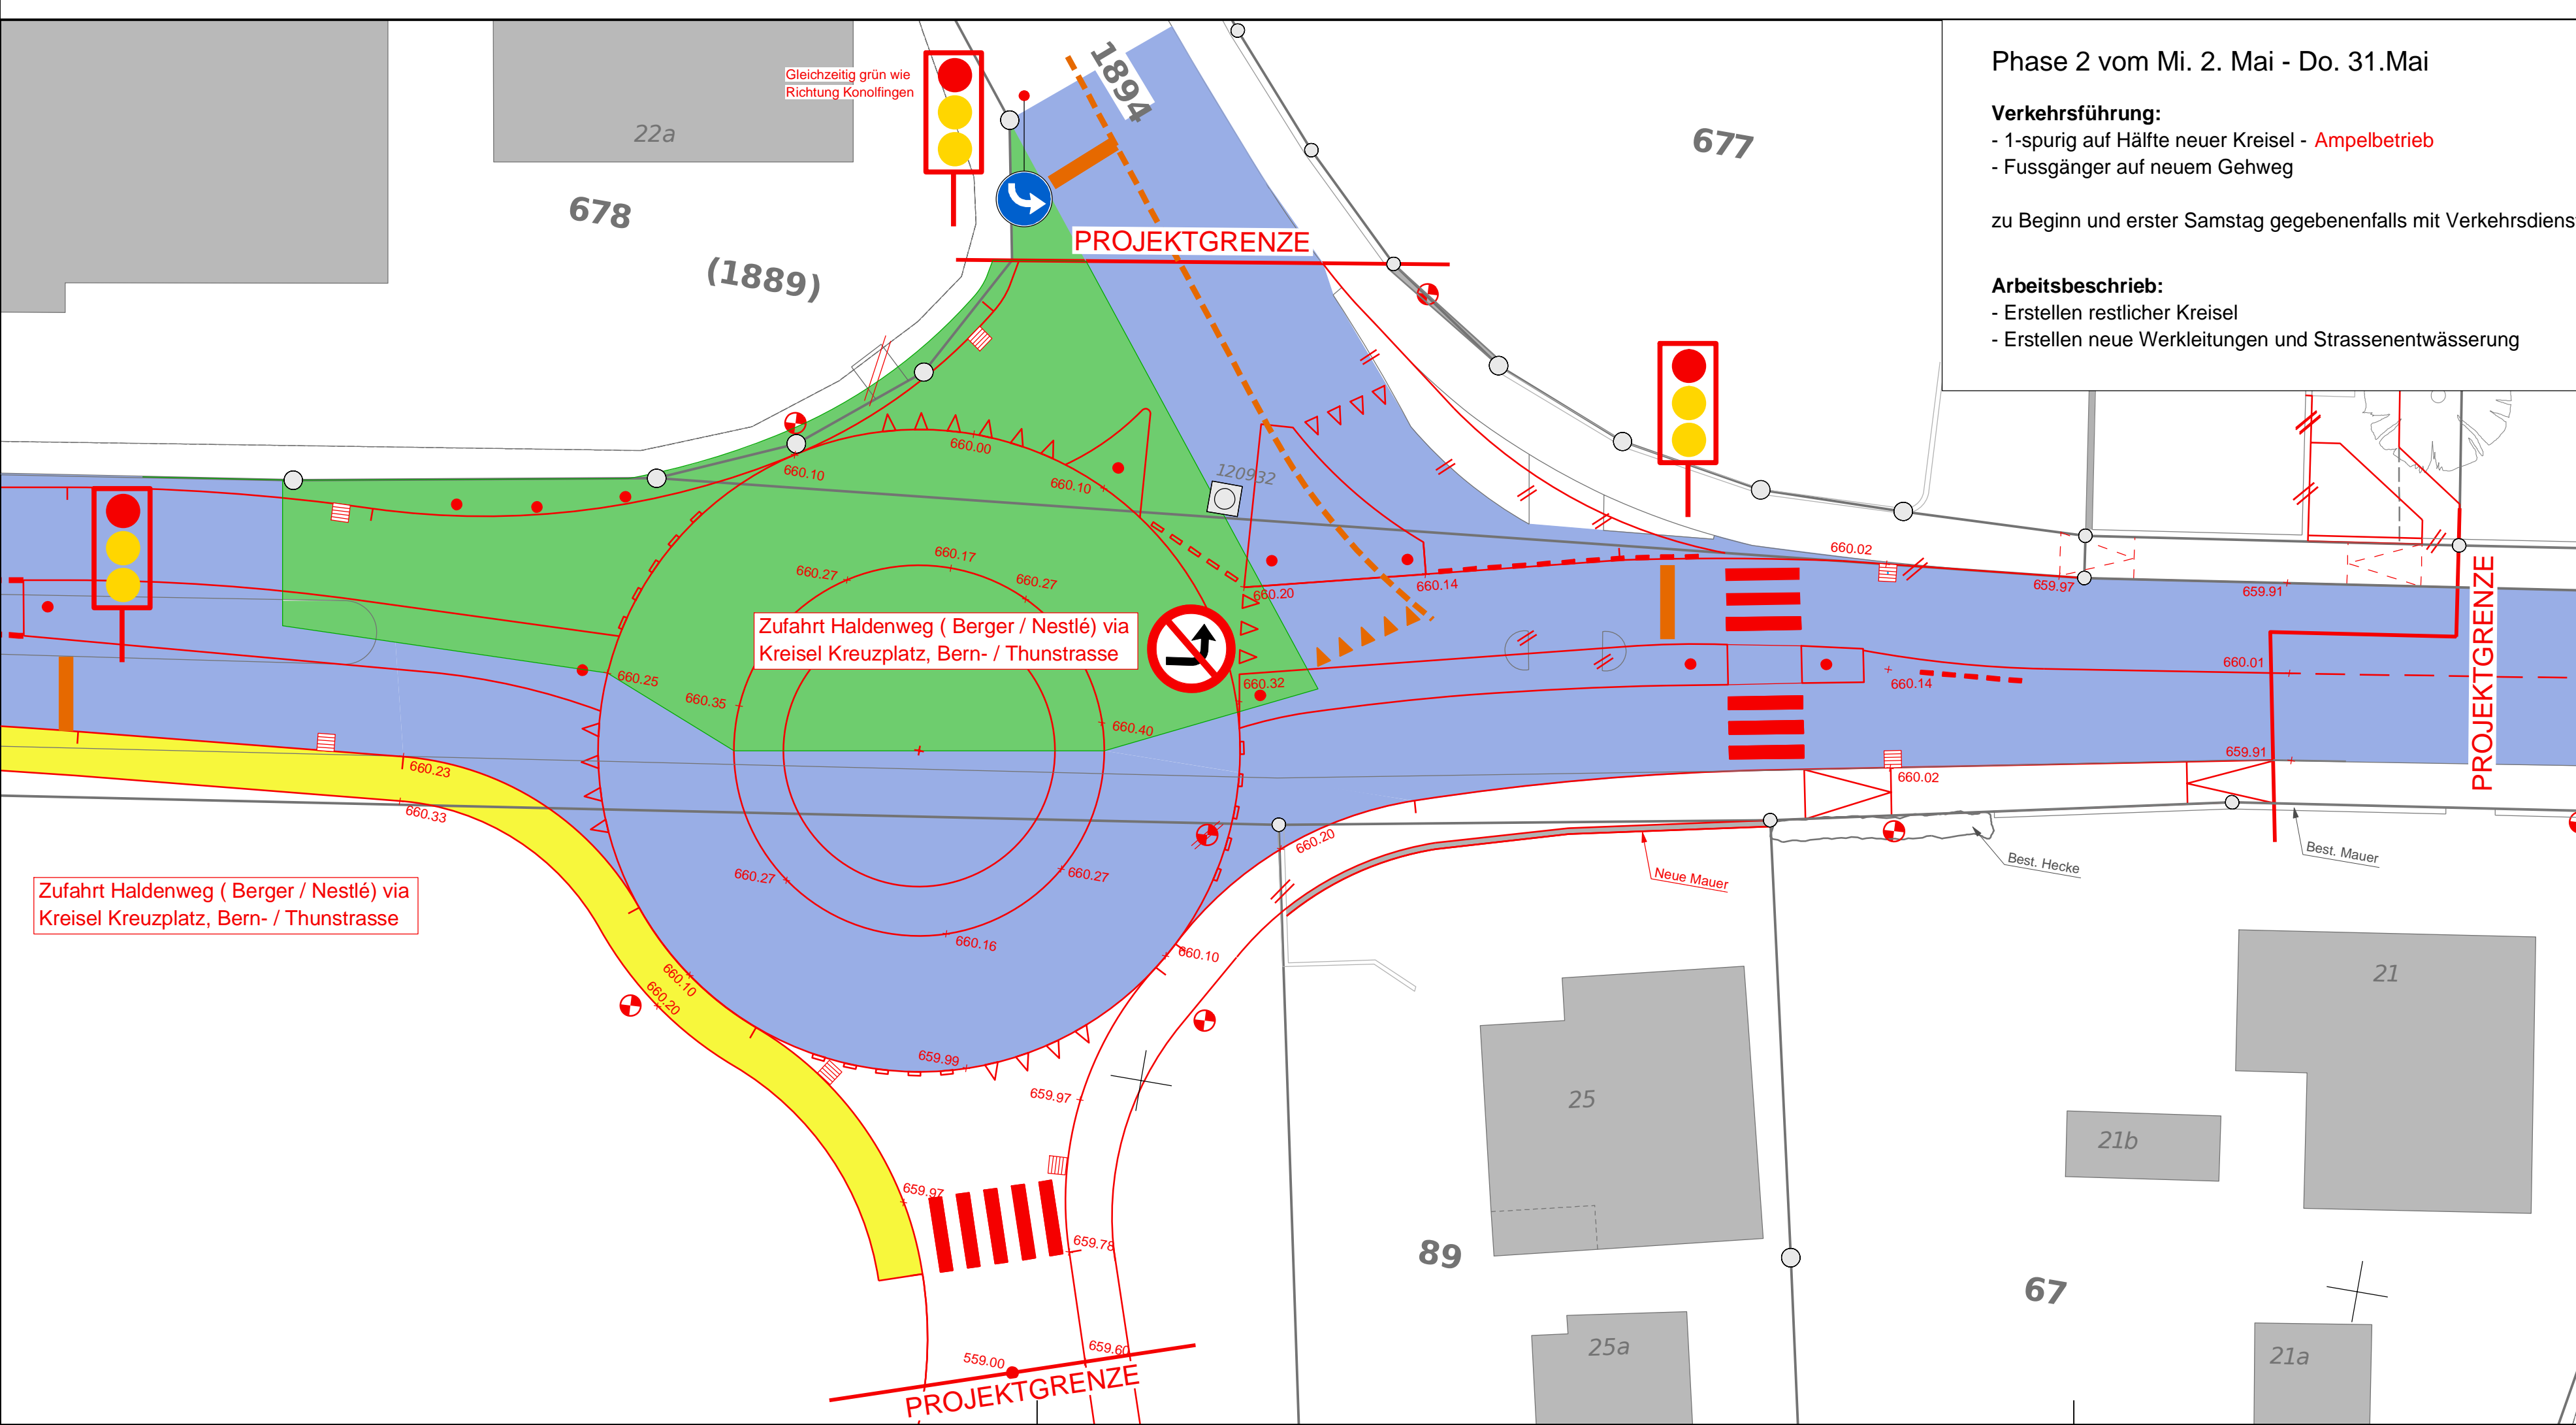 Phase 2 vom Mi. 2. Mai - Do. 31.Mai
Verkehrsführung:
- 1-spurig auf Hälfte neuer Kreisel - Ampelbetrieb
- Fussgänger auf neuem Gehweg
zu Beginn und erster Samstag gegebenenfalls mit Verkehrsdiens
Arbeitsbeschrieb:
- Erstellen restlicher Kreisel
- Erstellen neue Werkleitungen und Strassenentwässerung
Gleichzeitig grün wie
Richtung Konolfingen
1894
22a
677
678
PROJEKTGRENZE
(1889)
660.00
660.10
660.10
120932
660.17
660.27
660.27
660.20
660.14
660.02
659.97
659.91
Zufahrt Haldenweg ( Berger / Nestlé) via
Kreisel Kreuzplatz, Bern- / Thunstrasse
660.25
660.35
660.32
660.40
660.14
660.01
659.91
PROJEKTGRENZE
660.23
660.33
660.02
660.20
Neue Mauer
Best. Hecke
Best. Mauer
Zufahrt Haldenweg ( Berger / Nestlé) via
Kreisel Kreuzplatz, Bern- / Thunstrasse
660.27
660.27
660.16
660.10
660.10
660.20
659.99
659.97
659.97
659.78
25
21
21b
89
67
25a
21a
559.00
659.60
PROJEKTGRENZE